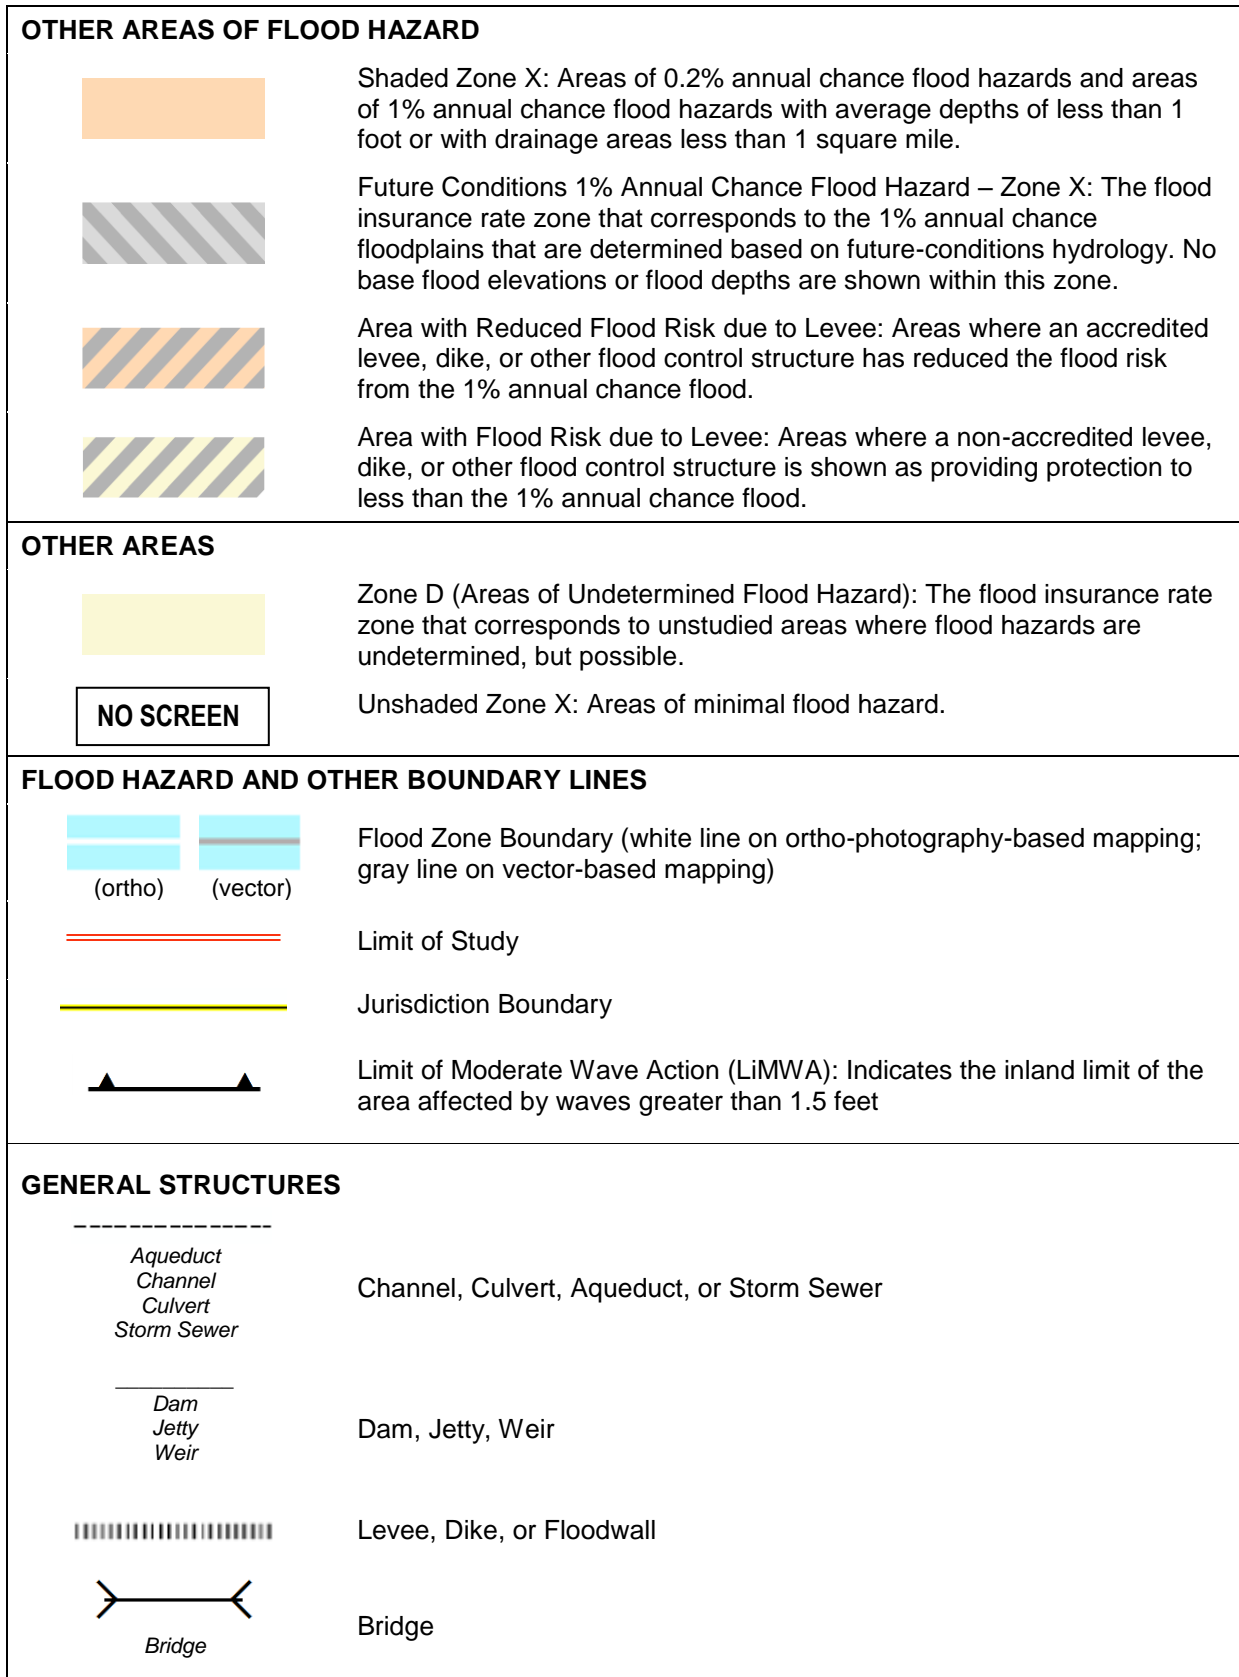 OTHER AREAS OF FLOOD HAZARD
Shaded Zone X: Areas of 0.2% annual chance flood hazards and areas
of 1% annual chance flood hazards with average depths of less than 1
foot or with drainage areas less than 1 square mile.
Future Conditions 1% Annual Chance Flood Hazard – Zone X: The flood
insurance rate zone that corresponds to the 1% annual chance
floodplains that are determined based on future-conditions hydrology. No
base flood elevations or flood depths are shown within this zone.
Area with Reduced Flood Risk due to Levee: Areas where an accredited
levee, dike, or other flood control structure has reduced the flood risk
from the 1% annual chance flood.
Area with Flood Risk due to Levee: Areas where a non-accredited levee,
dike, or other flood control structure is shown as providing protection to
less than the 1% annual chance flood.
OTHER AREAS
Zone D (Areas of Undetermined Flood Hazard): The flood insurance rate
zone that corresponds to unstudied areas where flood hazards are
undetermined, but possible.
NO SCREEN
Unshaded Zone X: Areas of minimal flood hazard.
FLOOD HAZARD AND OTHER BOUNDARY LINES
(ortho) (vector)
Flood Zone Boundary (white line on ortho-photography-based mapping;
gray line on vector-based mapping)
Limit of Study
Jurisdiction Boundary
Limit of Moderate Wave Action (LiMWA): Indicates the inland limit of the
area affected by waves greater than 1.5 feet
GENERAL STRUCTURES
Aqueduct
Channel
Culvert
Storm Sewer
Channel, Culvert, Aqueduct, or Storm Sewer
Dam
Jetty
Weir
Dam, Jetty, Weir
Levee, Dike, or Floodwall
Bridge
Bridge